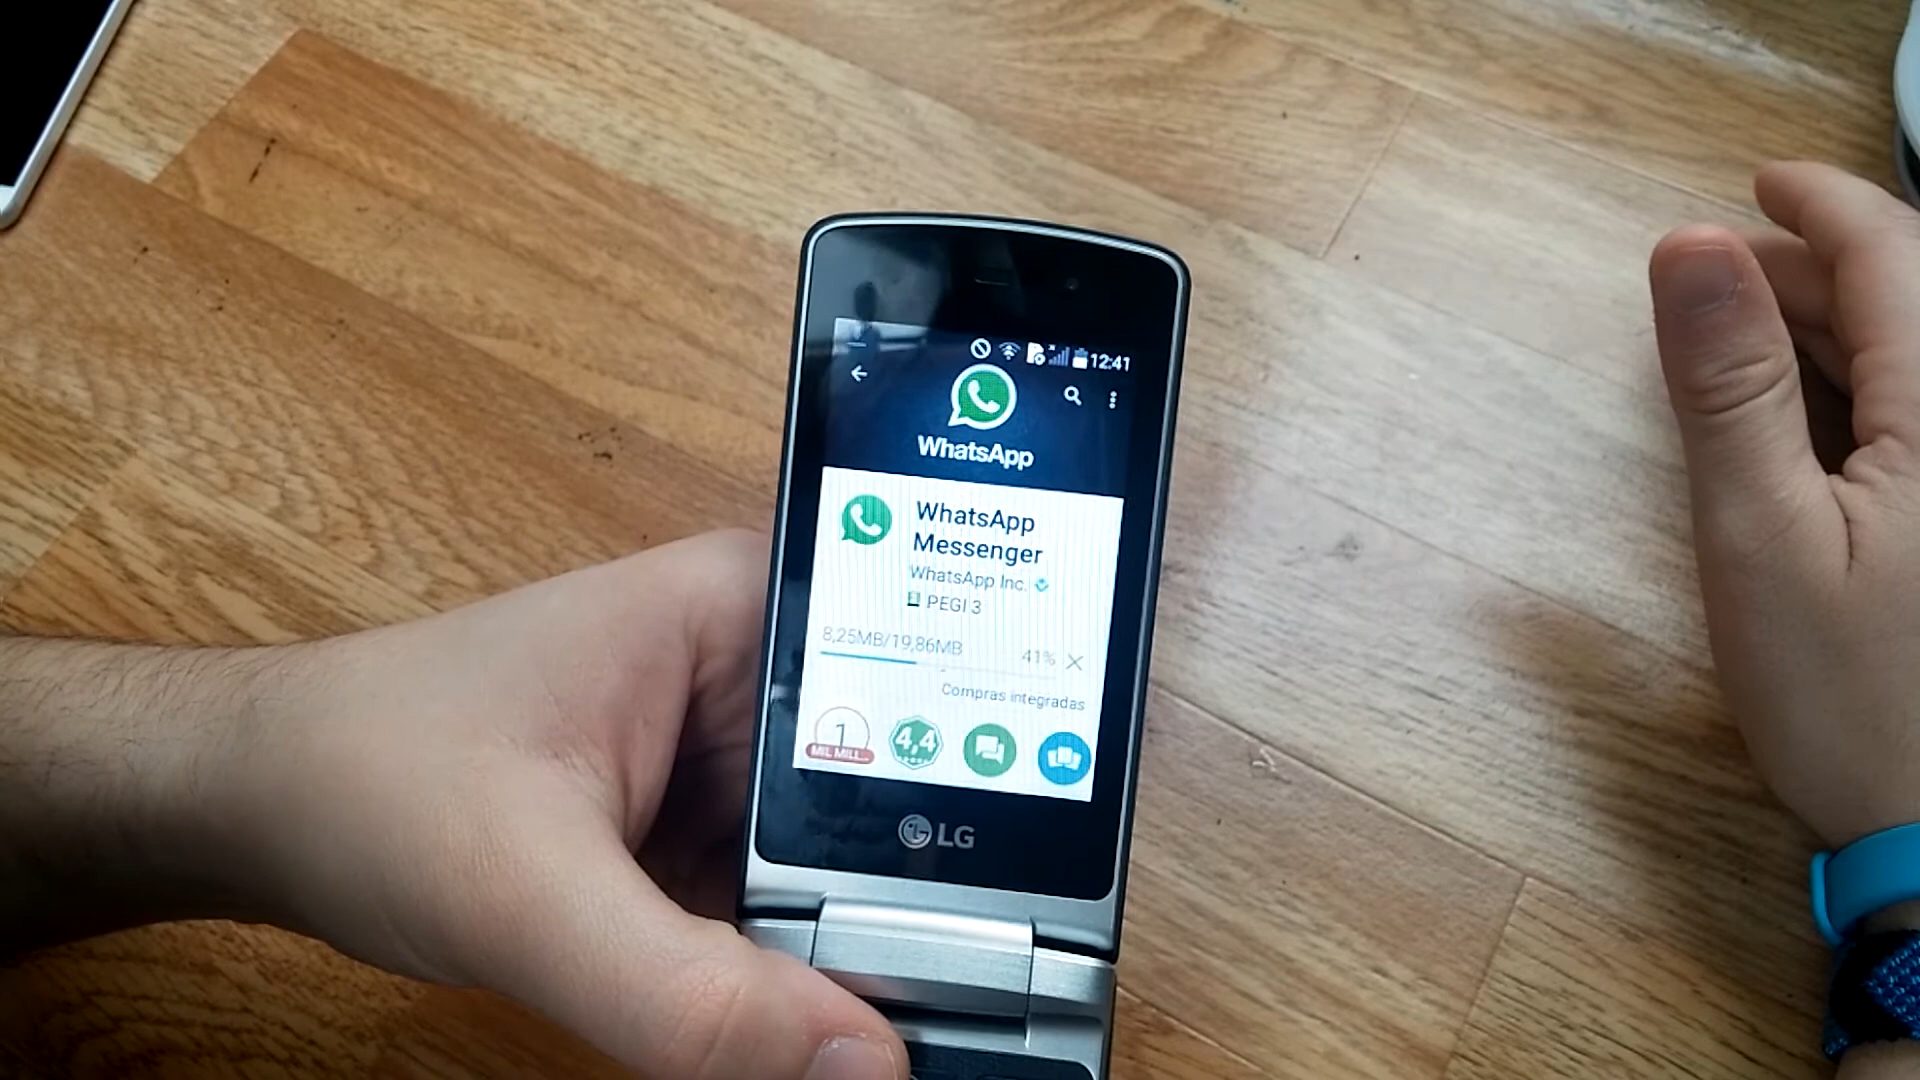 12:41
WhatsApp
WhatsApp
Messenger
WhatsApp Inc.
PEGI 3
8,25MB/19,86MB 41%
Compras integradas
1 4,4
MIL MILL...
LG